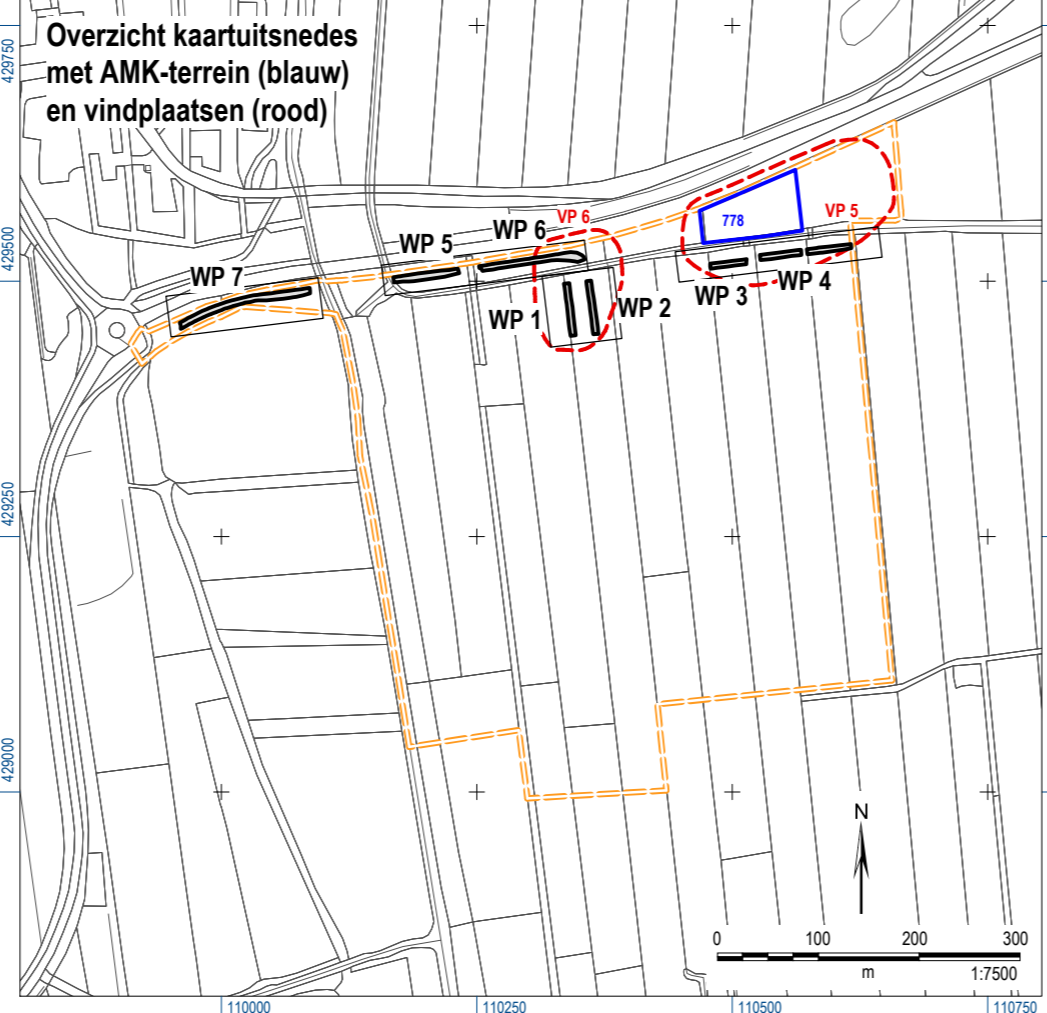 Overzicht kaartuitsnedes
met AMK-terrein (blauw)
en vindplaatsen (rood)
429750
429500
429250
429000
WP 7
WP 5
WP 6
VP 6
WP 1
WP 2
778
VP 5
WP 3
WP 4
N
0 100 200 300
m 1:7500
110000 110250 110500 110750